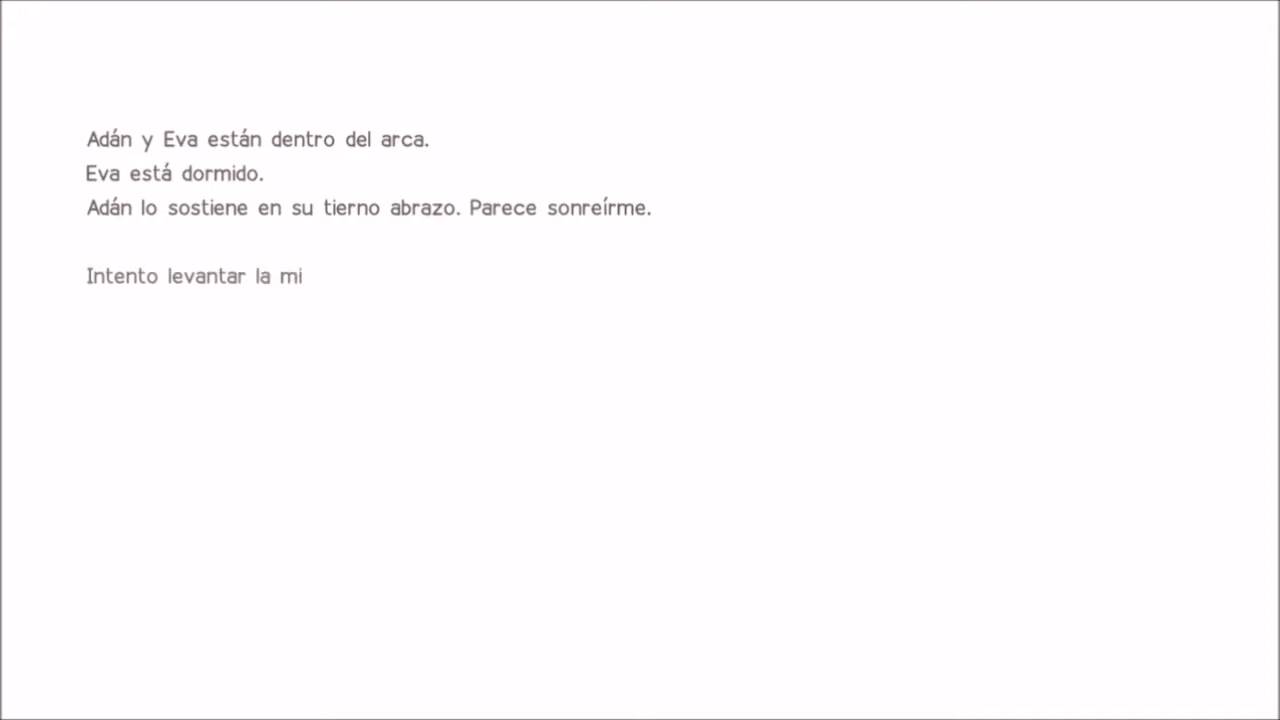 Adán y Eva están dentro del arca.
Eva está dormido.
Adán lo sostiene en su tierno abrazo. Parece sonreírme.
Intento levantar la mi